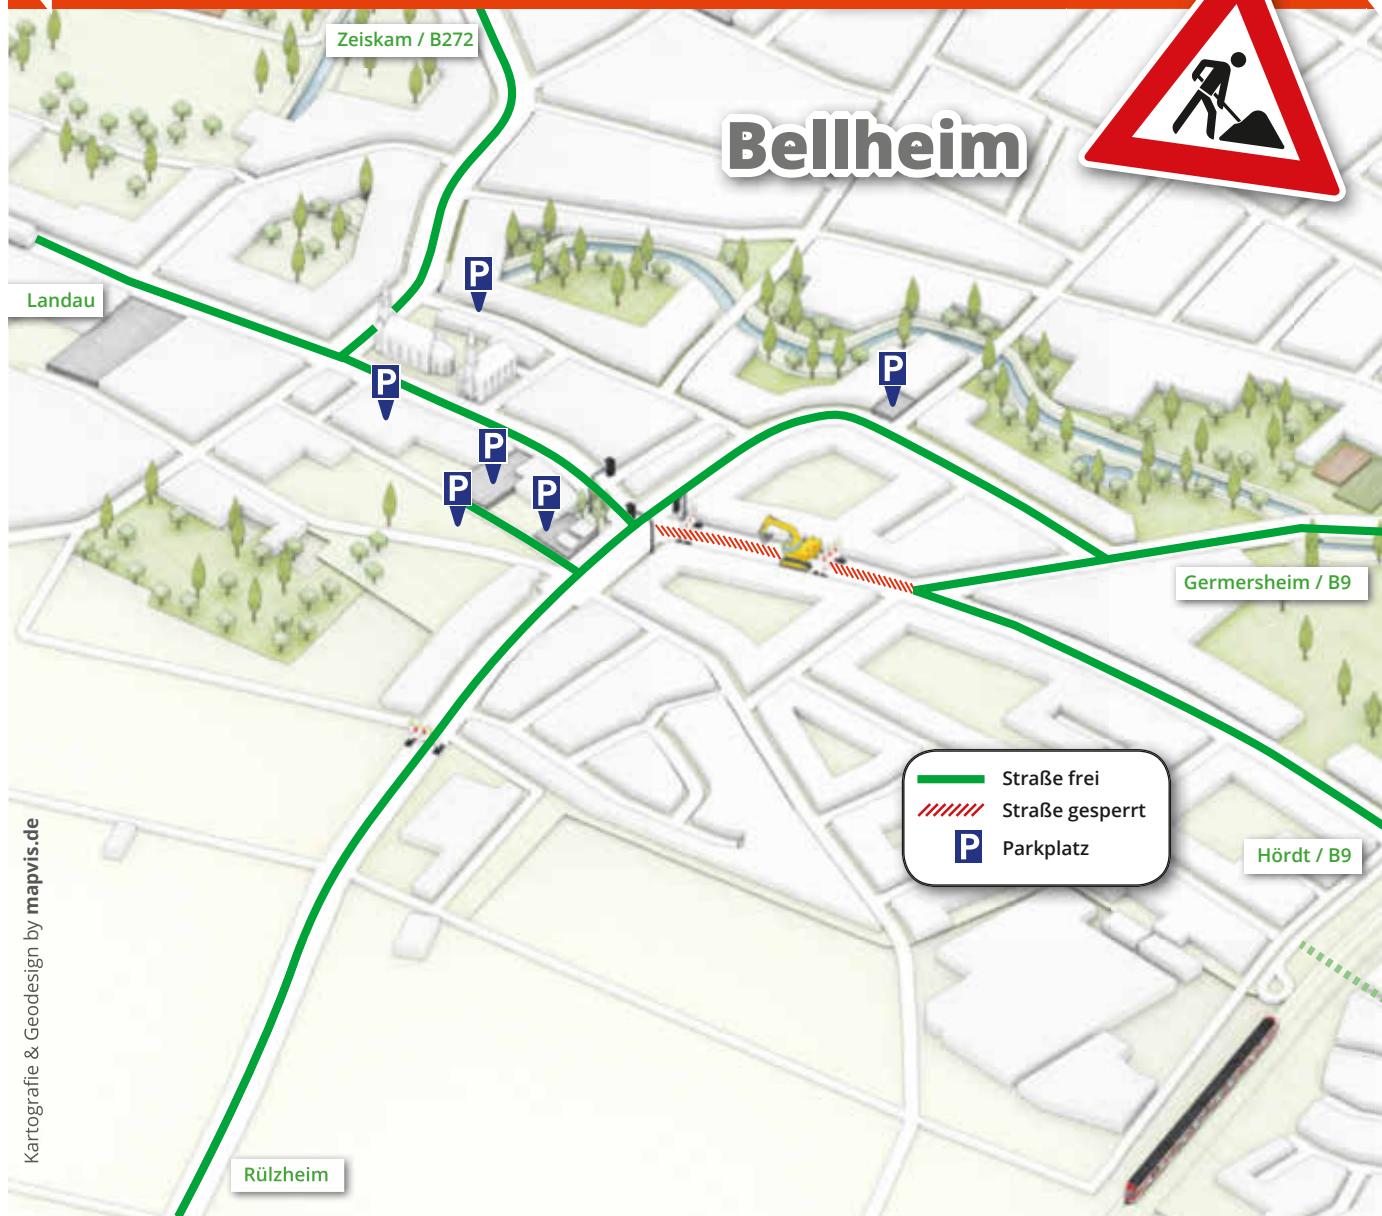 Zeiskam / B272
Bellheim
Landau
P
P
P
P
P
P
Germersheim / B9
Straße frei
Straße gesperrt
P Parkplatz
Hördt / B9
Kartografie & Geodesign by mapvis.de
Rülzheim